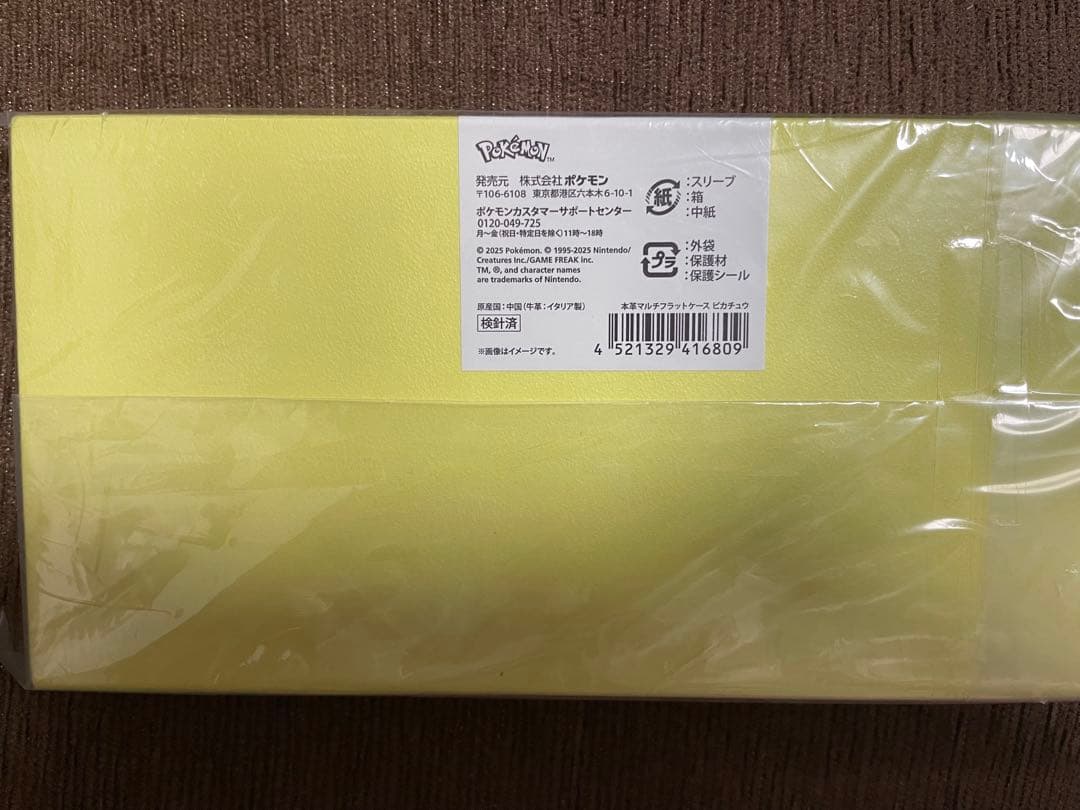 POKéMON TM
発売元 株式会社ポケモン
〒106-6108 東京都港区六本木6-10-1
ポケモンカスタマーサポートセンター
0120-049-725
月～金(祝日・特定日を除く)11時～18時
© 2025 Pokémon. © 1995-2025 Nintendo/
Creatures Inc./GAME FREAK inc.
TM, ®, and character names
are trademarks of Nintendo.
紙
:スリーブ
:箱
:中紙
プラ
:外袋
:保護材
:保護シール
原産国:中国(牛革:イタリア製)
検針済
※画像はイメージです。
本革マルチフラットケース ピカチュウ
4 521329 416809